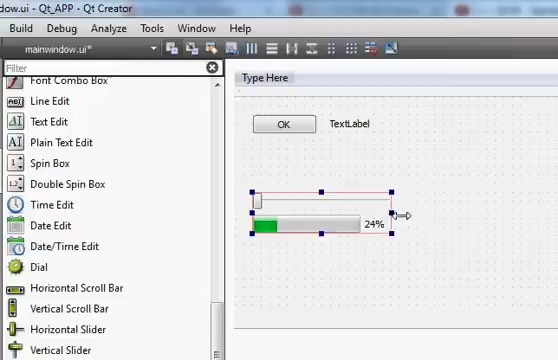 dow.ui - Qt_APP - Qt Creator
Build Debug Analyze Tools Window Help
mainwindow.ui*
Filter
Type Here
Font Combo Box
Line Edit
Text Edit
Plain Text Edit
Spin Box
Double Spin Box
Time Edit
Date Edit
Date/Time Edit
Dial
Horizontal Scroll Bar
Vertical Scroll Bar
Horizontal Slider
Vertical Slider
OK TextLabel
24%